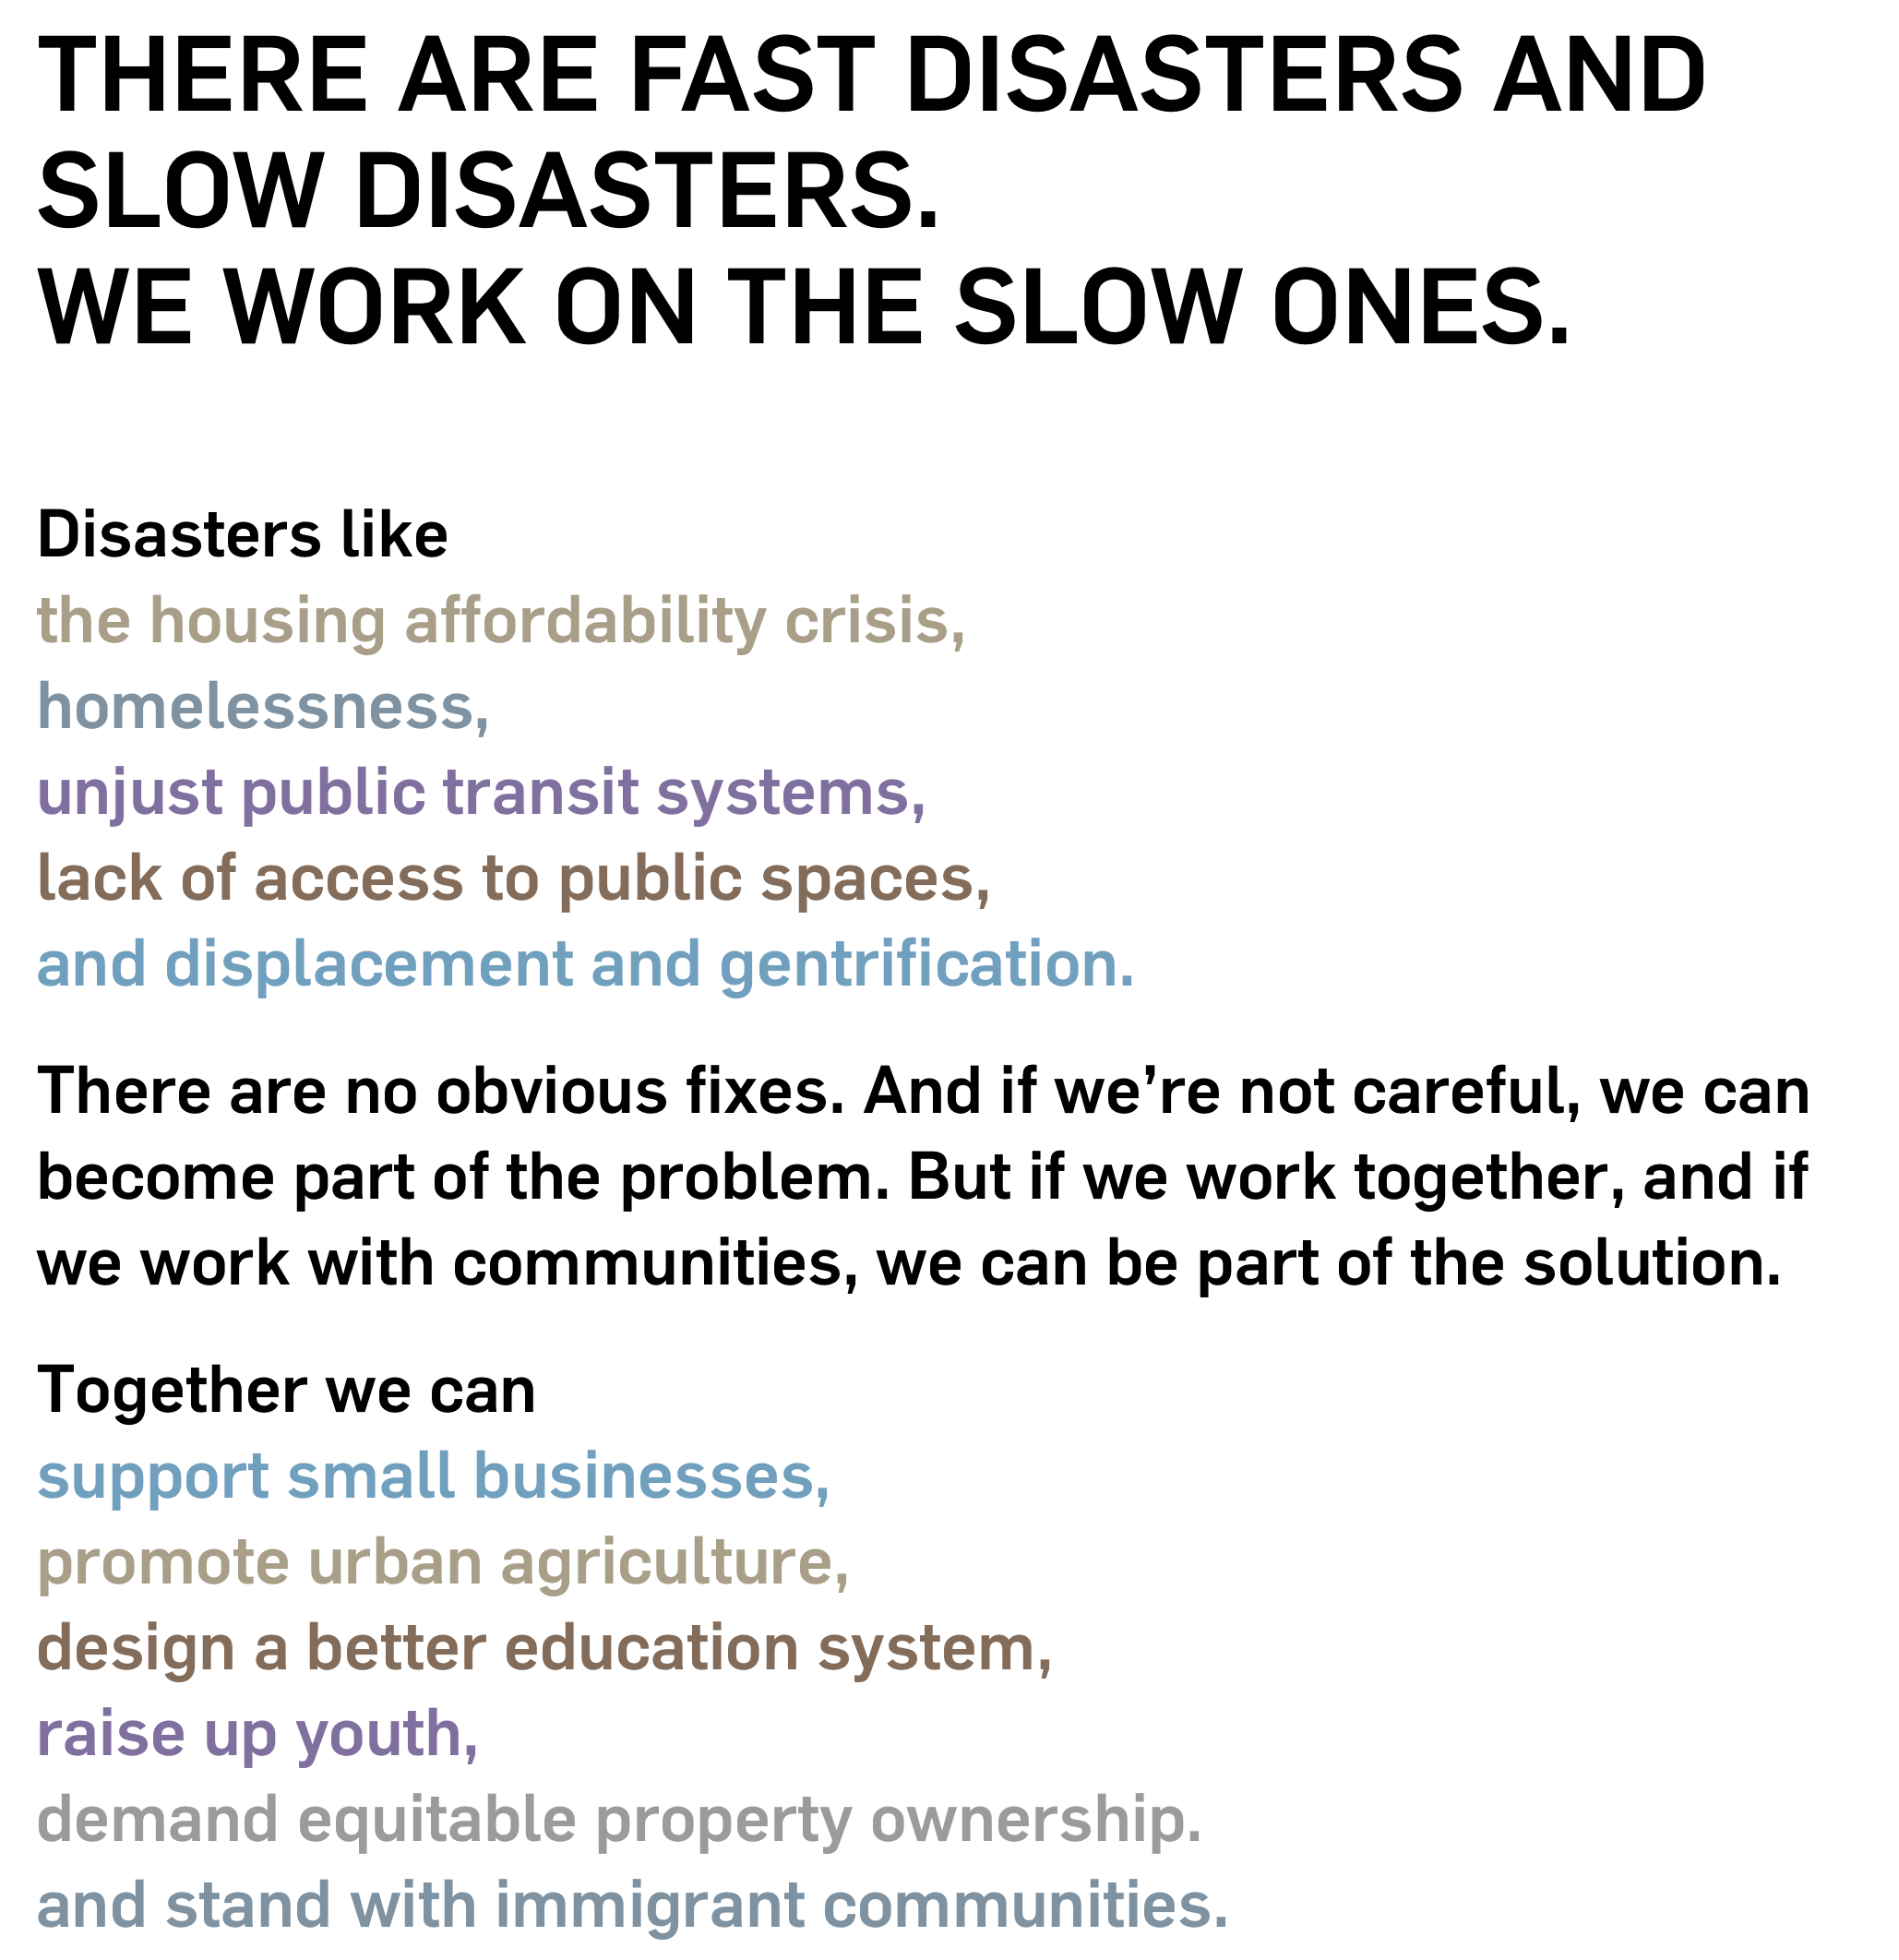 THERE ARE FAST DISASTERS AND
SLOW DISASTERS.
WE WORK ON THE SLOW ONES.
Disasters like
the housing affordability crisis,
homelessness,
unjust public transit systems,
lack of access to public spaces,
and displacement and gentrification.
There are no obvious fixes. And if we’re not careful, we can
become part of the problem. But if we work together, and if
we work with communities, we can be part of the solution.
Together we can
support small businesses,
promote urban agriculture,
design a better education system,
raise up youth,
demand equitable property ownership.
and stand with immigrant communities.